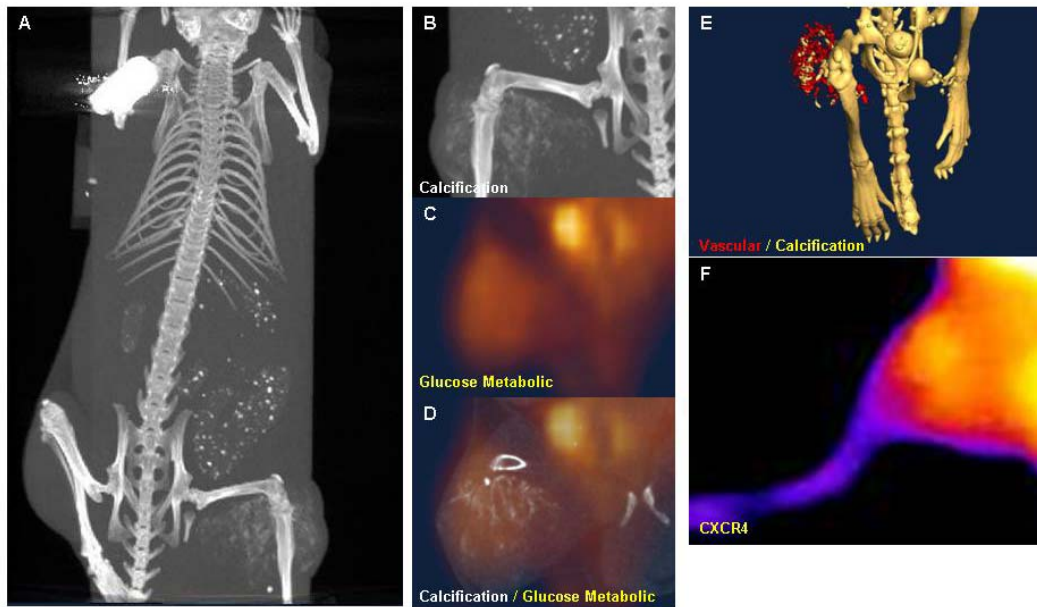 A
B
Calcification
C
Glucose Metabolic
D
Calcification / Glucose Metabolic
E
Vascular / Calcification
F
CXCR4